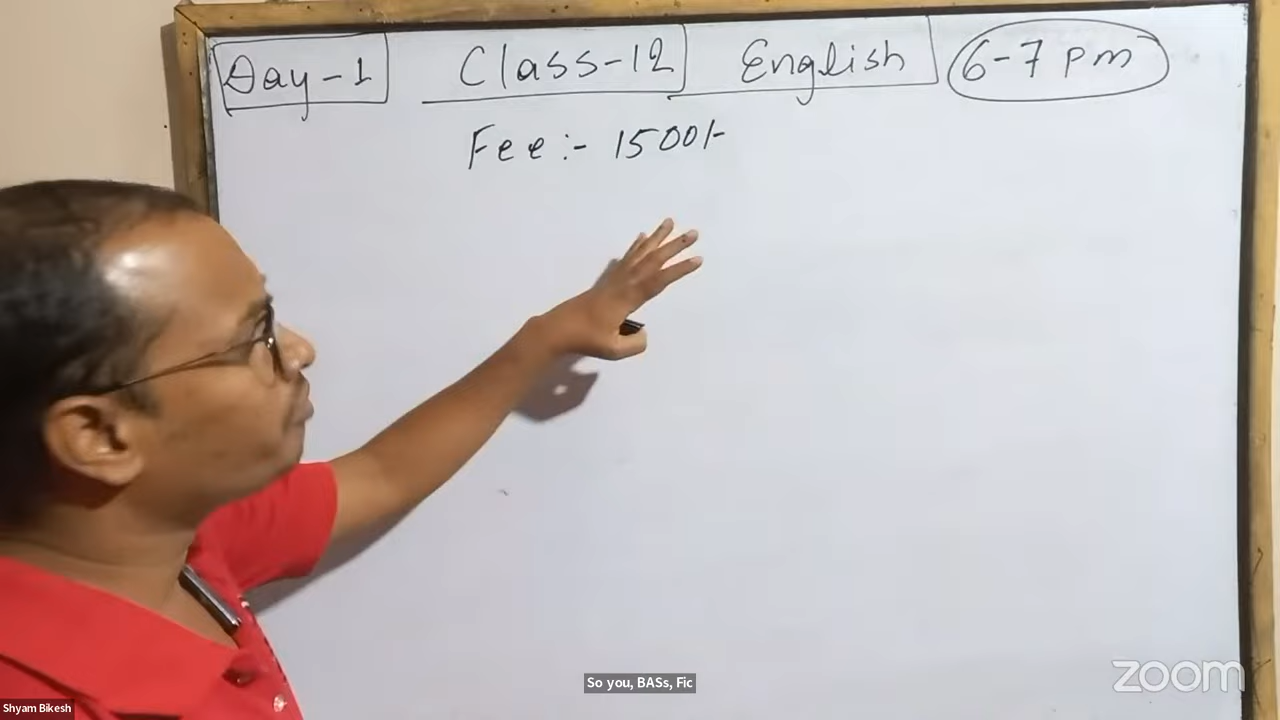 Day-1 Class-12 English 6-7 pm
Fee:- 1500/-
So you, BASs, Fic
zoom
Shyam Bikesh